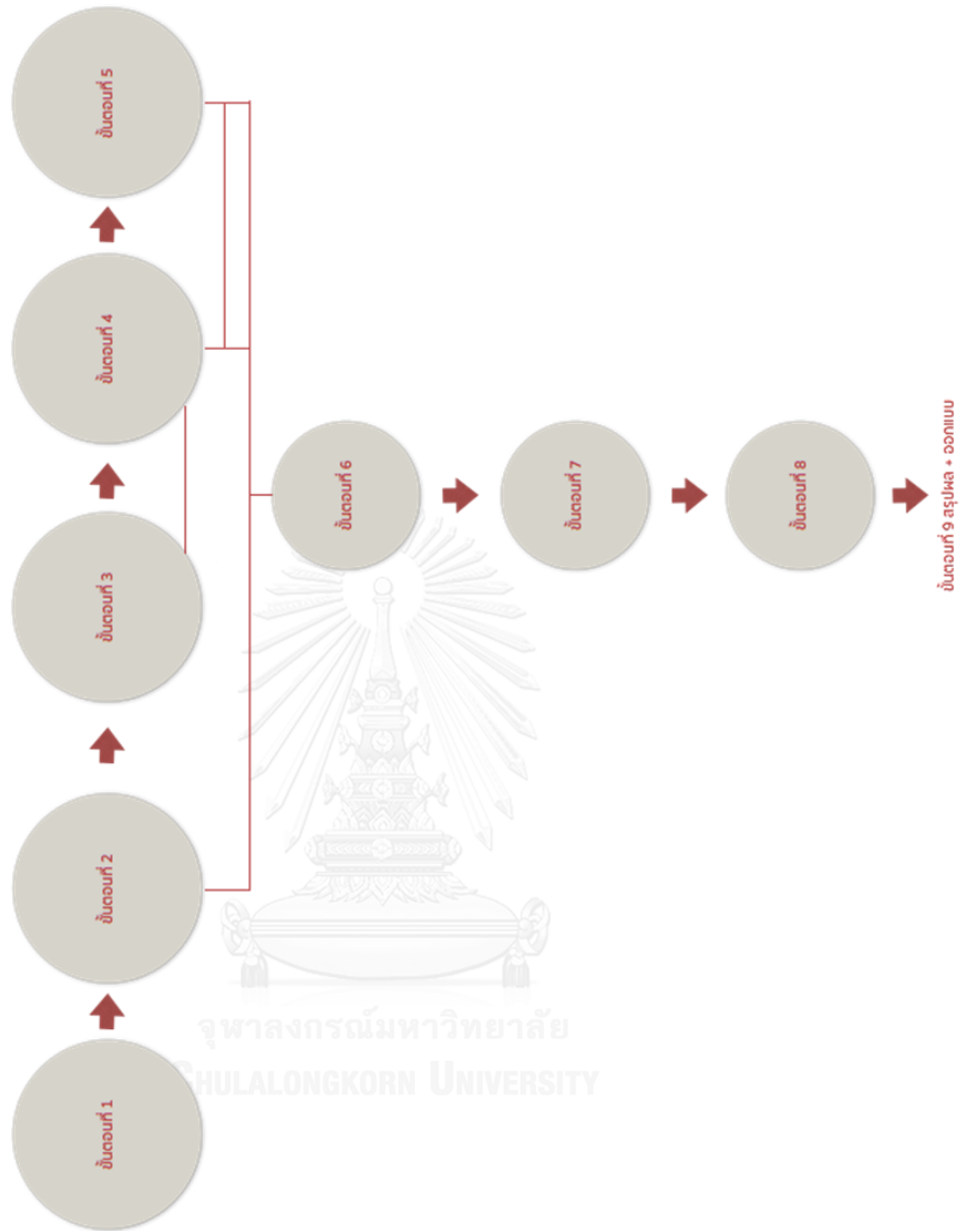 ขั้นตอนที่ 1
ขั้นตอนที่ 2
ขั้นตอนที่ 3
ขั้นตอนที่ 4
ขั้นตอนที่ 5
ขั้นตอนที่ 6
ขั้นตอนที่ 7
ขั้นตอนที่ 8
ขั้นตอนที่ 9 สรุปผล + ออกแบบ
จุฬาลงกรณ์มหาวิทยาลัย
CHULALONGKORN UNIVERSITY